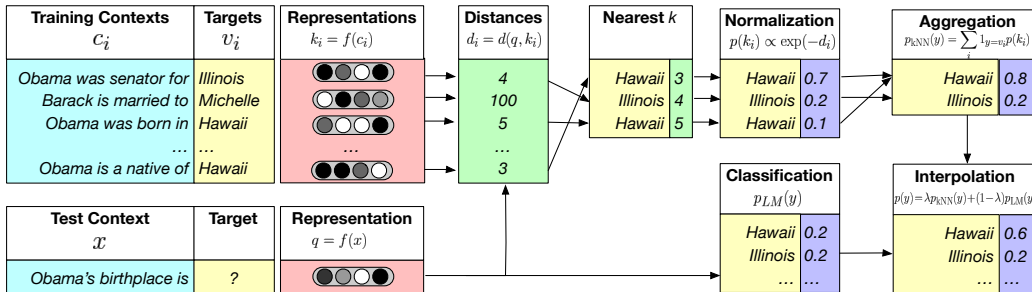 Training Contexts Targets Representations Distances Nearest k Normalization Aggregation
c_i v_i k_i = f(c_i) d_i = d(q, k_i) p(k_i) ∝ exp(−d_i) p_kNN(y) = ∑_i 1_{y=v_i} p(k_i)
Obama was senator for Illinois 4 Hawaii 3 Hawaii 0.7 Hawaii 0.8
Barack is married to Michelle 100 Illinois 4 Illinois 0.2 Illinois 0.2
Obama was born in Hawaii 5 Hawaii 5 Hawaii 0.1
... ... ... ...
Obama is a native of Hawaii 3
Classification Interpolation
p_LM(y) p(y) = λp_kNN(y) + (1−λ)p_LM(y)
Test Context Target Representation
x q = f(x)
Hawaii 0.2 Hawaii 0.6
Illinois 0.2 Illinois 0.2
... ... ... ...
Obama's birthplace is ?